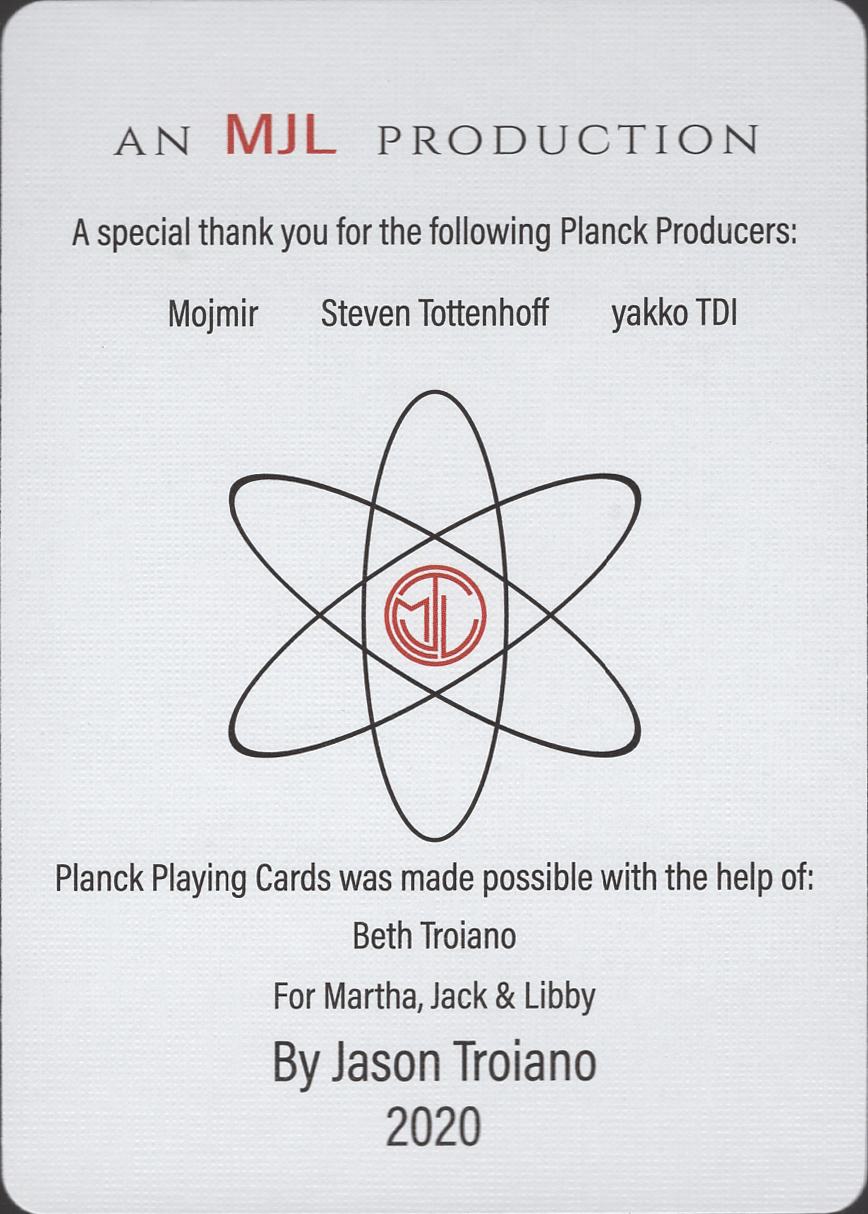 AN MJL PRODUCTION
A special thank you for the following Planck Producers:
Mojmir Steven Tottenhoff yakko TDI
MJL
Planck Playing Cards was made possible with the help of:
Beth Troiano
For Martha, Jack & Libby
By Jason Troiano
2020